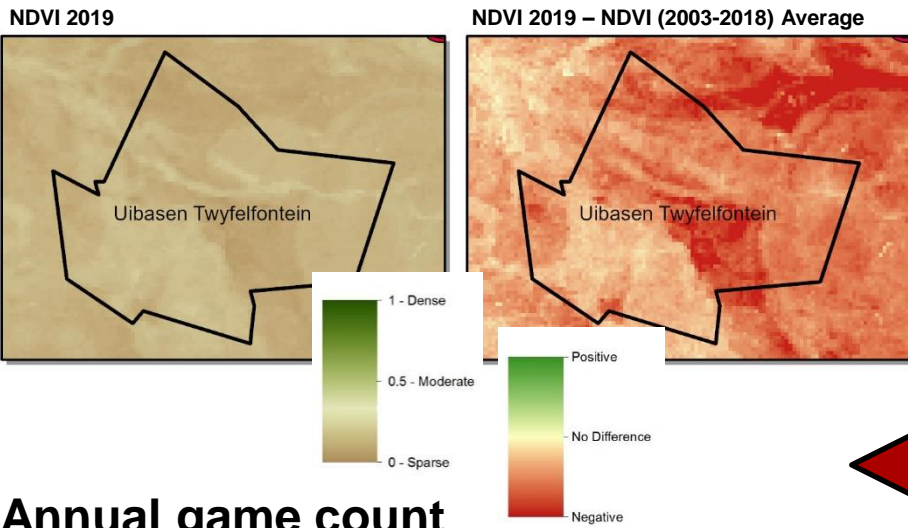 NDVI 2019
NDVI 2019 – NDVI (2003-2018) Average
Uibasen Twyfelfontein
Uibasen Twyfelfontein
1 - Dense
0.5 - Moderate
0 - Sparse
Positive
No Difference
Negative
Annual game count